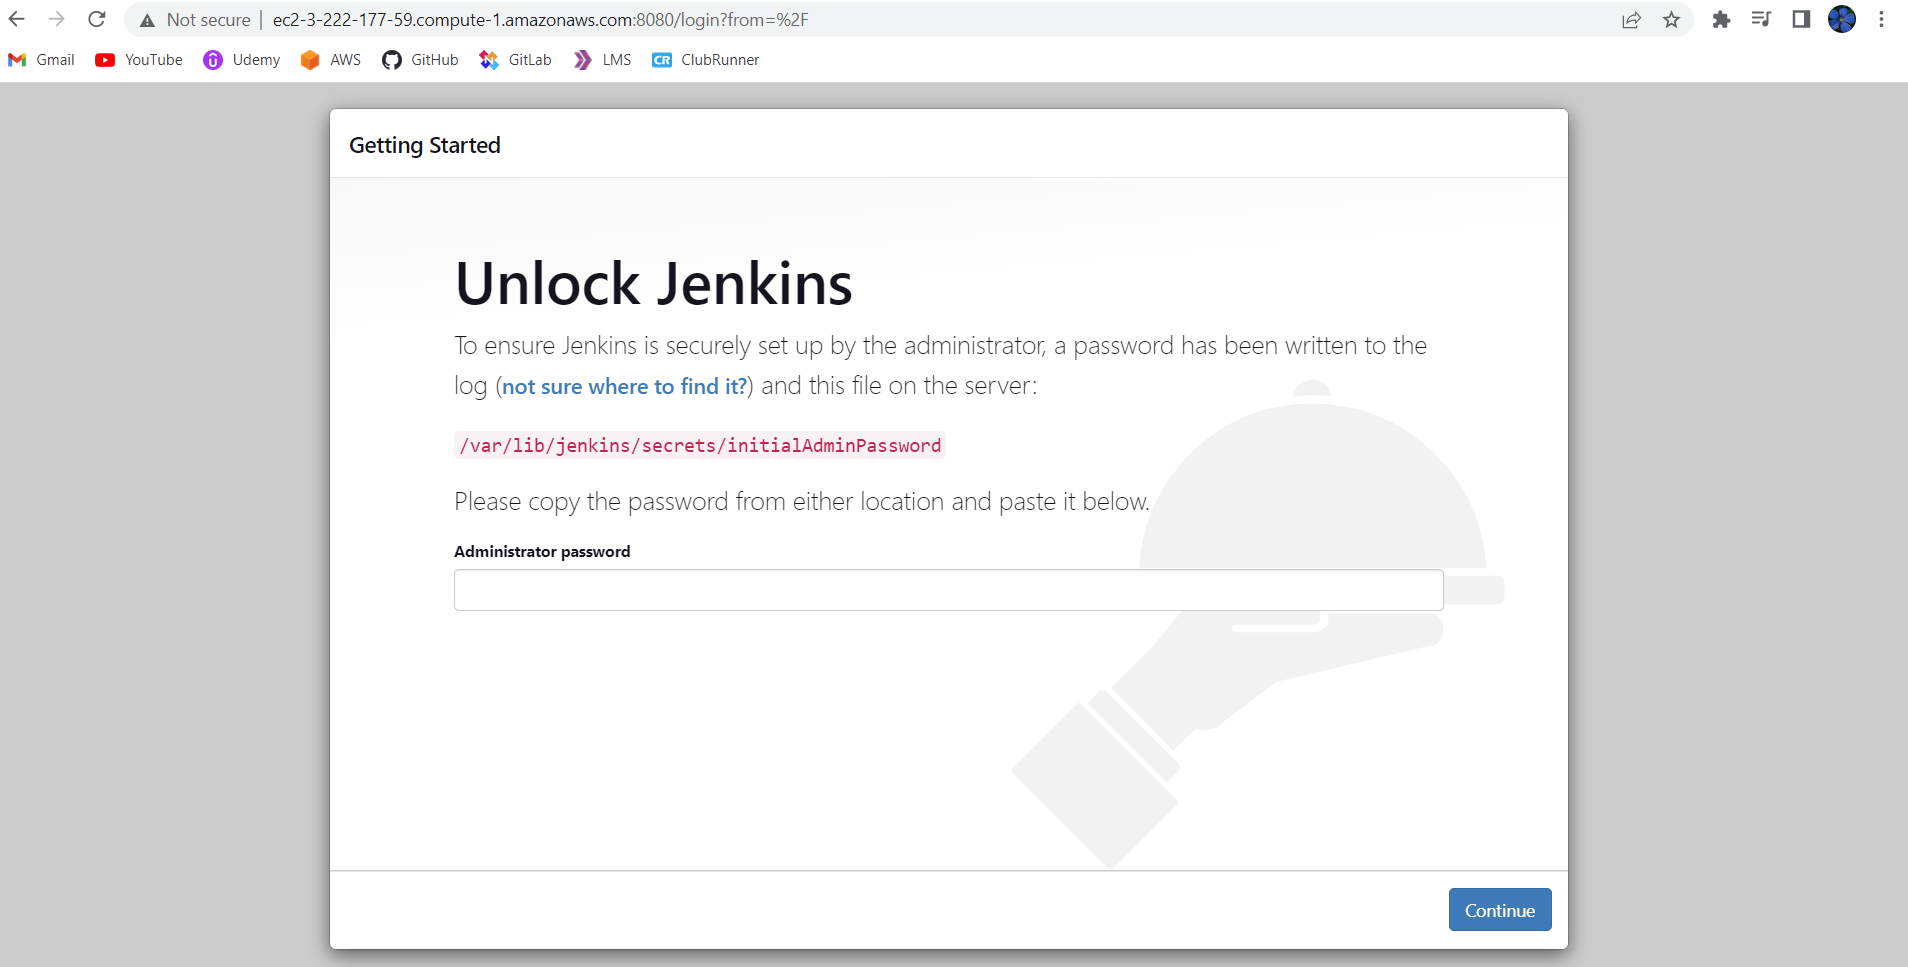 Not secure | ec2-3-222-177-59.compute-1.amazonaws.com:8080/login?from=%2F
Gmail YouTube Udemy AWS GitHub GitLab LMS CR ClubRunner
Getting Started
Unlock Jenkins
To ensure Jenkins is securely set up by the administrator, a password has been written to the
log (not sure where to find it?) and this file on the server:
/var/lib/jenkins/secrets/initialAdminPassword
Please copy the password from either location and paste it below.
Administrator password
Continue